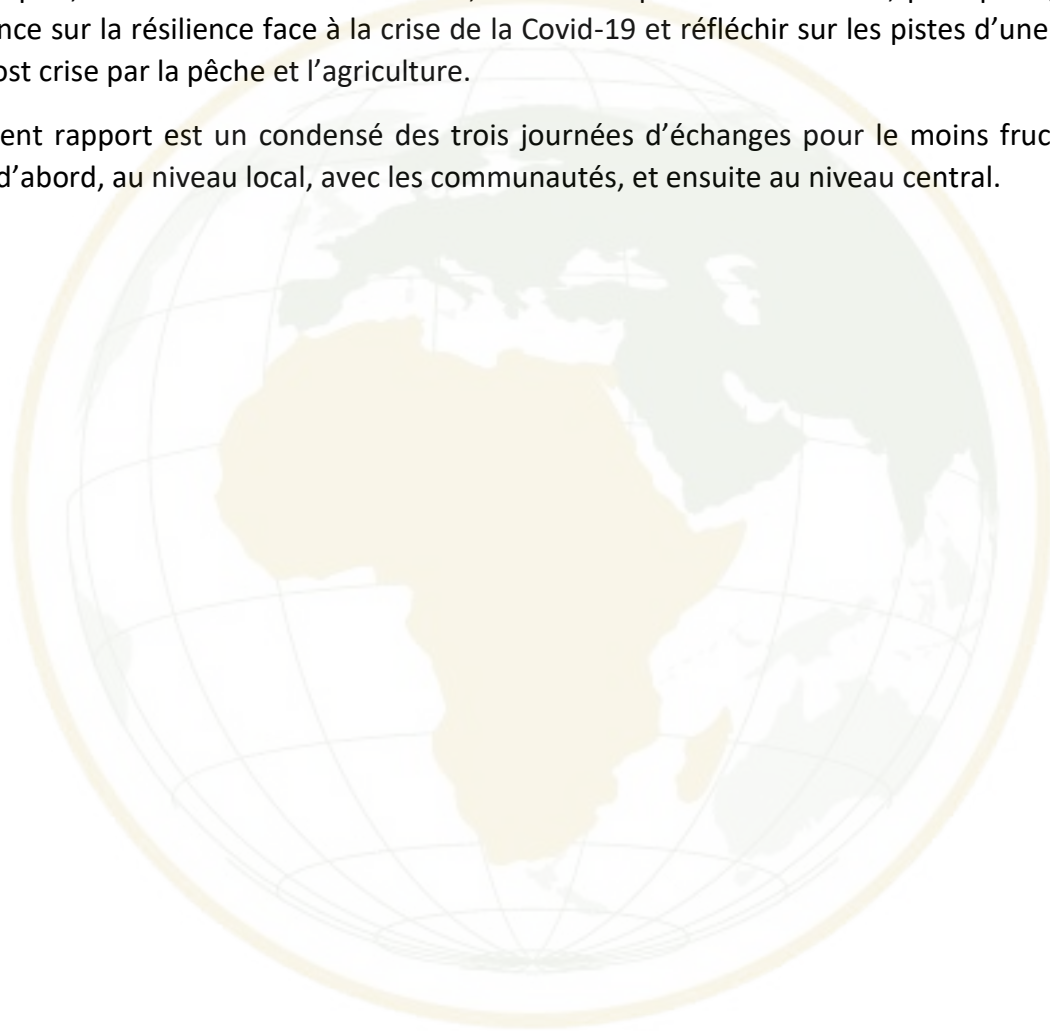 nce sur la résilience face à la crise de la Covid-19 et réfléchir sur les pistes d’une
ost crise par la pêche et l’agriculture.
ent rapport est un condensé des trois journées d’échanges pour le moins fruc
d’abord, au niveau local, avec les communautés, et ensuite au niveau central.